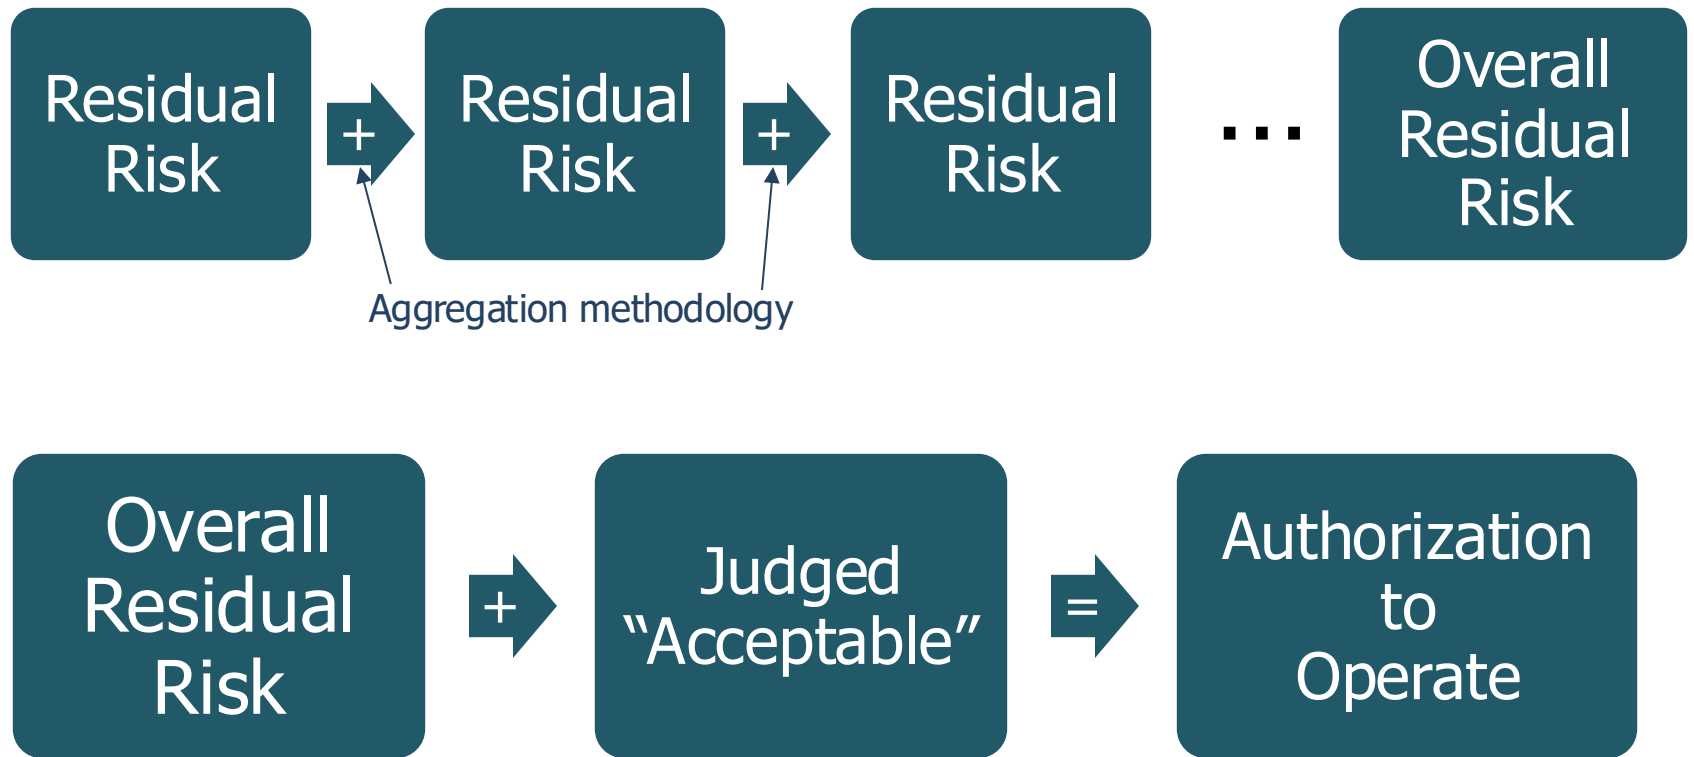 Residual
Risk
+
Residual
Risk
+
Residual
Risk
...
Overall
Residual
Risk
Aggregation methodology
Overall
Residual
Risk
+
Judged
“Acceptable”
=
Authorization
to
Operate